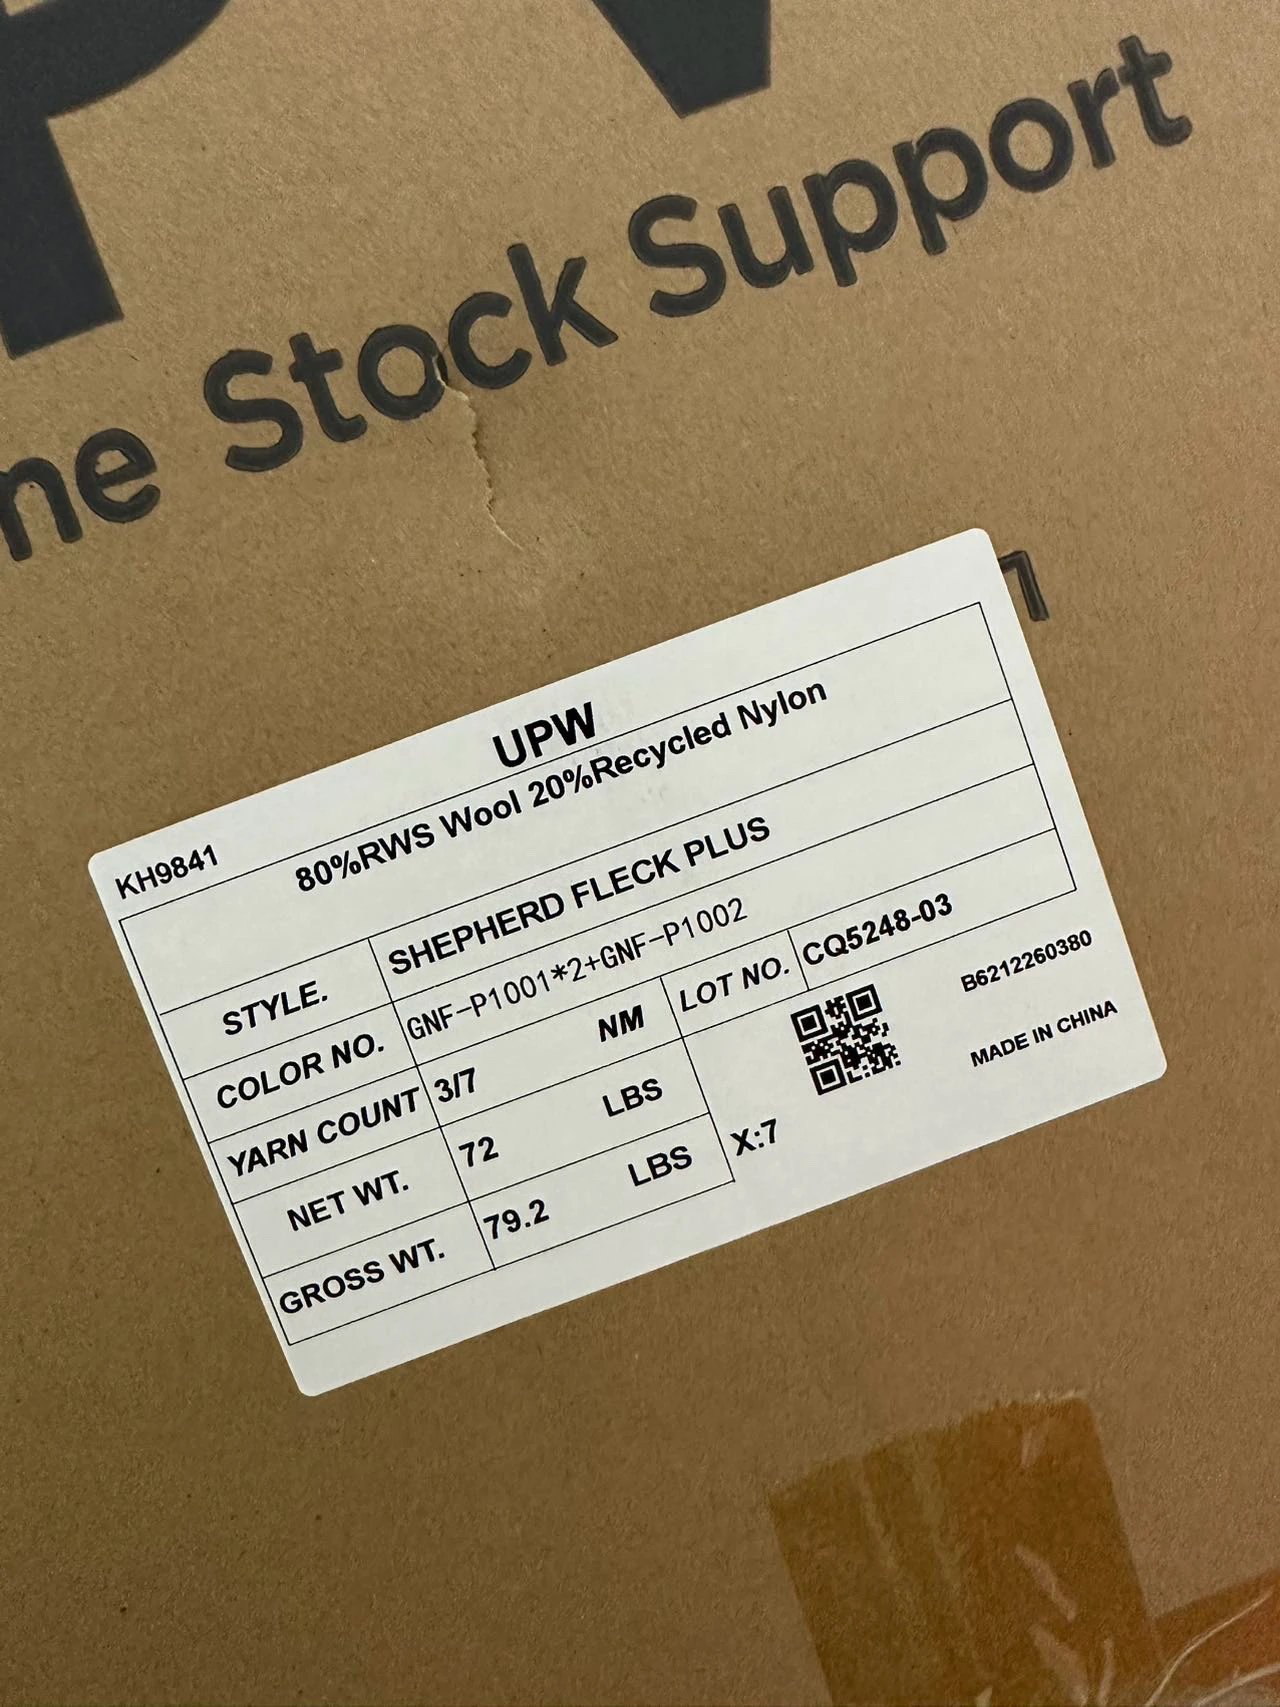 Stock Support
UPW
KH9841
80%RWS Wool 20%Recycled Nylon
STYLE. SHEPHERD FLECK PLUS
COLOR NO. GNF-P1001*2+GNF-P1002
YARN COUNT 3/7 NM LOT NO. CQ5248-03
NET WT. 72 LBS
GROSS WT. 79.2 LBS
X:7
B6212260380
MADE IN CHINA